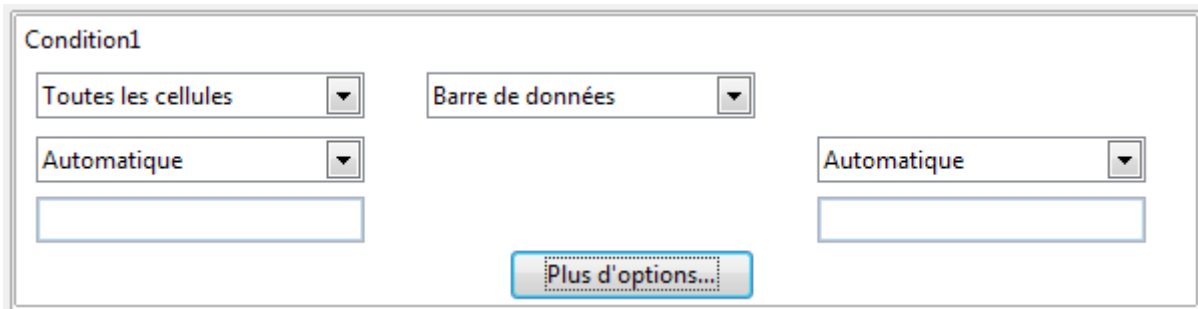 Condition1
Toutes les cellules
Barre de données
Automatique
Automatique
Plus d'options...